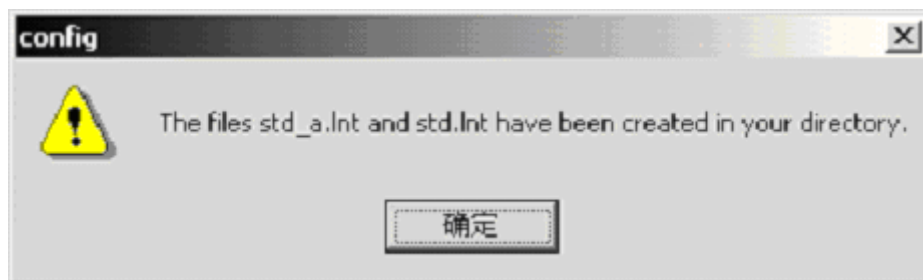 config
The files std_a.lnt and std.lnt have been created in your directory.
确定